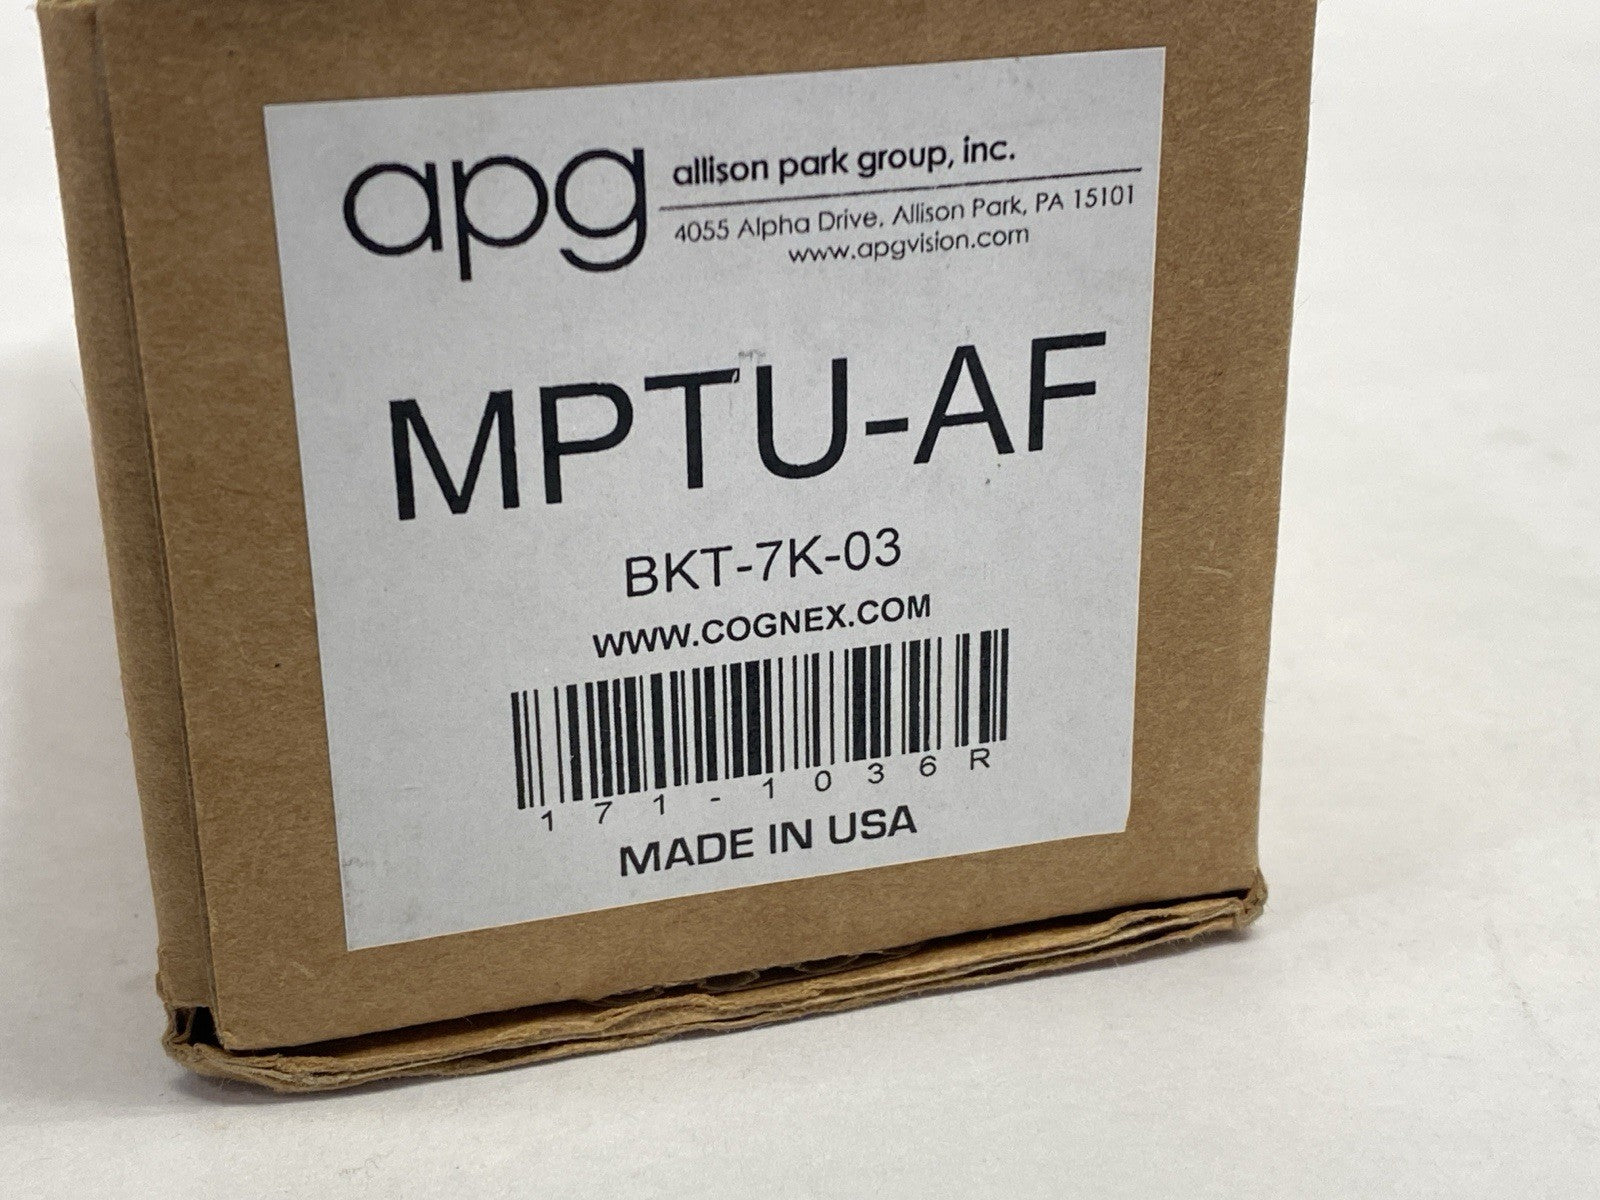 apg
allison park group, inc.
4055 Alpha Drive, Allison Park, PA 15101
www.apgvision.com
MPTU-AF
BKT-7K-03
WWW.COGNEX.COM
171-1036R
MADE IN USA